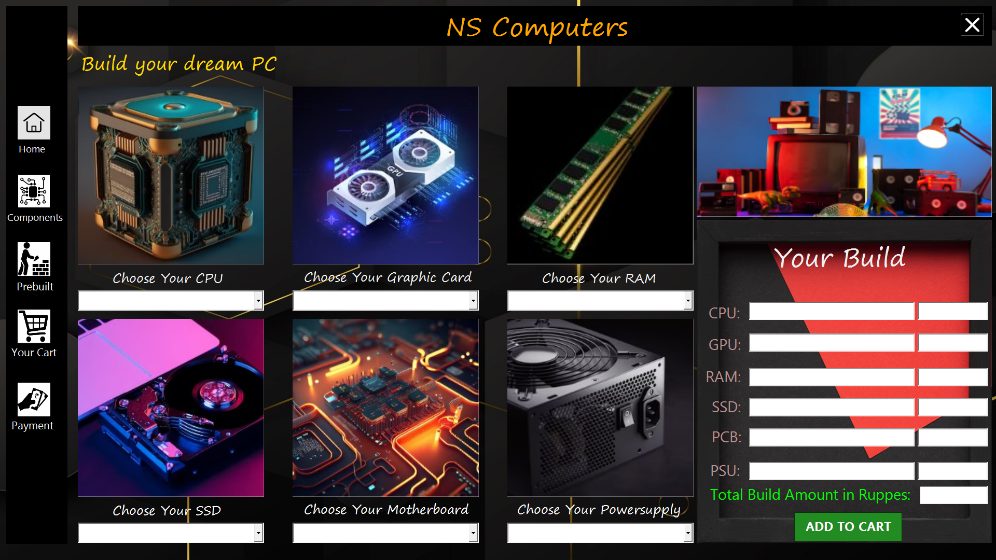 NS Computers
Build your dream PC
Home
Components
Prebuilt
Your Cart
Payment
GPU
Choose Your CPU
Choose Your Graphic Card
Choose Your RAM
Choose Your SSD
Choose Your Motherboard
Choose Your Powersupply
Your Build
CPU:
GPU:
RAM:
SSD:
PCB:
PSU:
Total Build Amount in Ruppes:
ADD TO CART